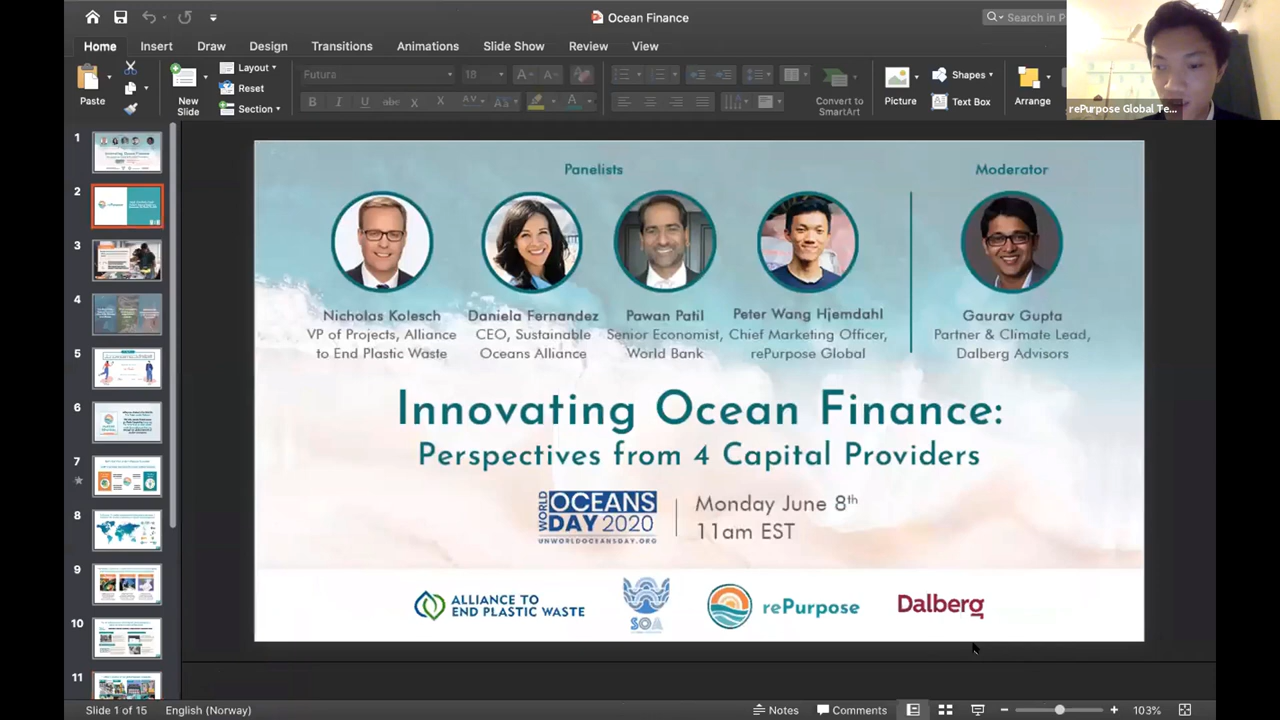 Ocean Finance
Search in P
Home Insert Draw Design Transitions Animations Slide Show Review View
Paste
New
Slide
Layout
Reset
Section
Futura
18
Convert to
SmartArt
Picture
Shapes
Text Box
Arrange
rePurpose Global Te...
1
2
3
4
5
6
7
8
9
10
11
Panelists
Moderator
Nicholas Kolesch
VP of Projects, Alliance
to End Plastic Waste
Daniela Fernandez
CEO, Sustainable
Oceans Alliance
Pawan Patil
Senior Economist,
World Bank
Peter Wang Hjemdahl
Chief Marketing Officer,
rePurpose Global
Gaurav Gupta
Partner & Climate Lead,
Dalberg Advisors
Innovating Ocean Finance:
Perspectives from 4 Capital Providers
WORLD
OCEANS
DAY 2020
UNWORLDOCEANSDAY.ORG
Monday June 8th
11am EST
ALLIANCE TO
END PLASTIC WASTE
SOA
rePurpose
Dalberg
Slide 1 of 15
English (Norway)
Notes
Comments
103%